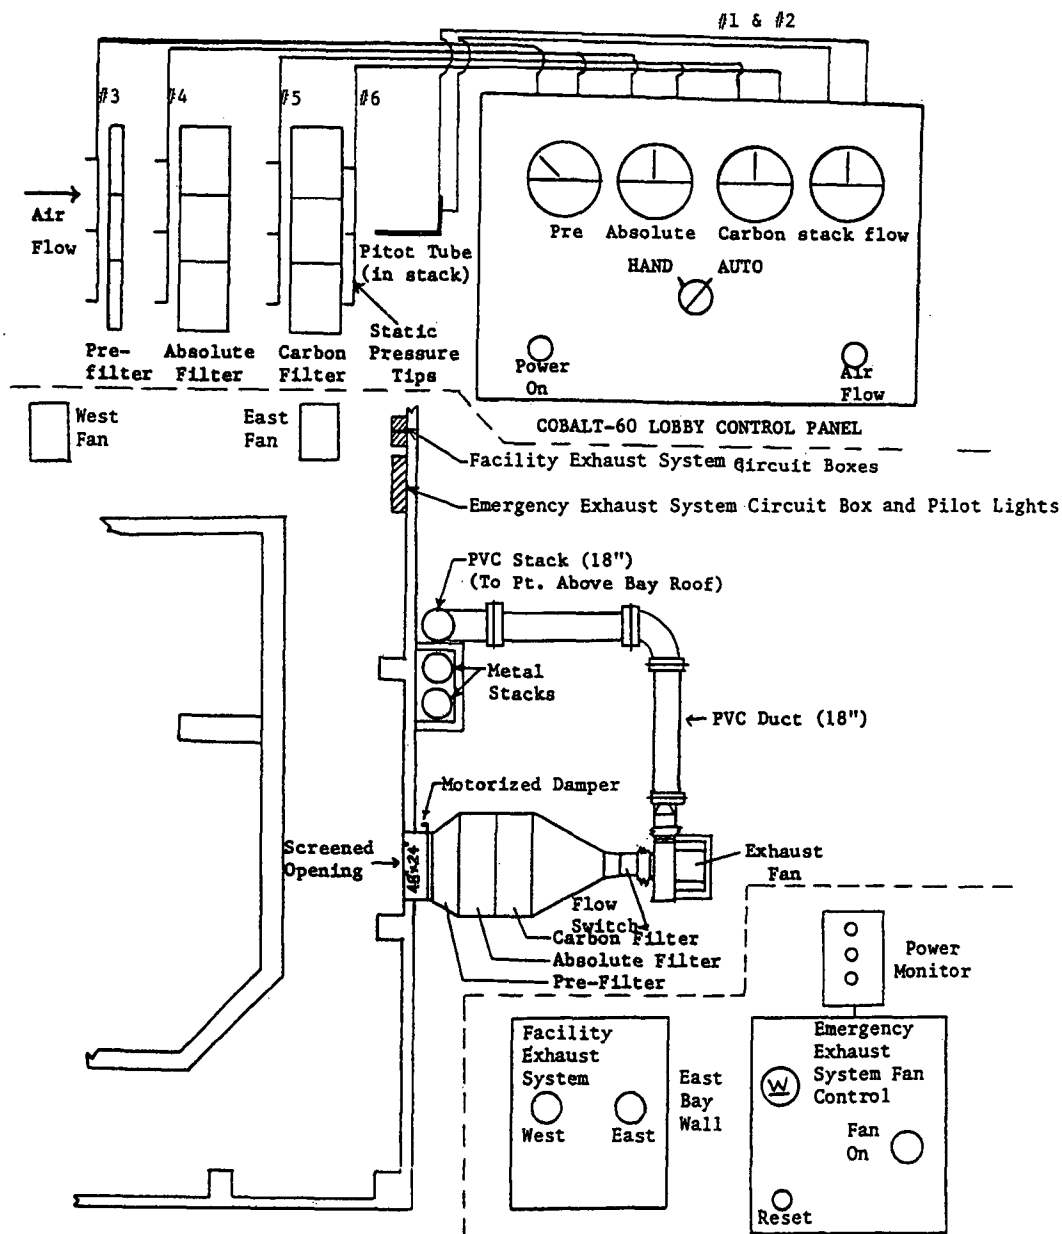 #1 & #2
#3 #4 #5 #6
Air
Flow
Pre-
filter
Absolute
Filter
Carbon
Filter
Pitot Tube
(in stack)
Static
Pressure
Tips
Pre Absolute Carbon stack flow
HAND AUTO
Power
On
Air
Flow
COBALT-60 LOBBY CONTROL PANEL
West
Fan
East
Fan
Facility Exhaust System Circuit Boxes
Emergency Exhaust System Circuit Box and Pilot Lights
PVC Stack (18")
(To Pt. Above Bay Roof)
Metal
Stacks
PVC Duct (18")
Motorized Damper
Screened
Opening
48"x24"
Exhaust
Fan
Flow
Switch
Carbon Filter
Absolute Filter
Pre-Filter
Power
Monitor
Facility
Exhaust
System
West East
East
Bay
Wall
Emergency
Exhaust
System Fan
Control
W
Fan
On
Reset